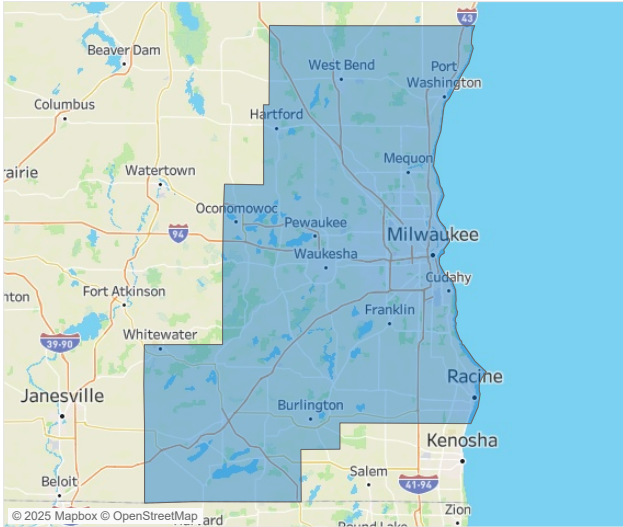 43
Beaver Dam
West Bend
Port
Washington
Columbus
Hartford
Mequon
rairie
Watertown
Oconomowoc
94
Pewaukee
Milwaukee
Waukesha
Cudahy
nton
Fort Atkinson
Franklin
39-90
Whitewater
Racine
Janesville
Burlington
Kenosha
Salem
Beloit
41-94
Zion
© 2025 Mapbox © OpenStreetMap